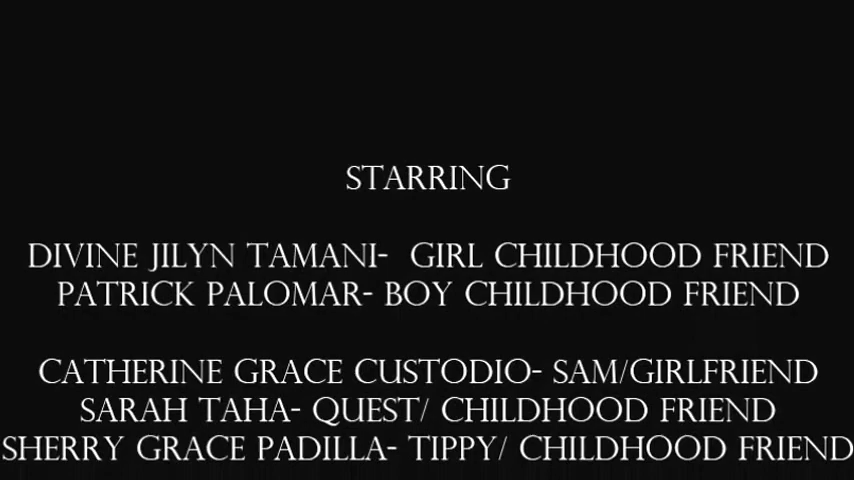 STARRING
DIVINE JILYN TAMANI-  GIRL CHILDHOOD FRIEND
PATRICK PALOMAR- BOY CHILDHOOD FRIEND
CATHERINE GRACE CUSTODIO- SAM/GIRLFRIEND
SARAH TAHA- QUEST/ CHILDHOOD FRIEND
SHERRY GRACE PADILLA- TIPPY/ CHILDHOOD FRIEND